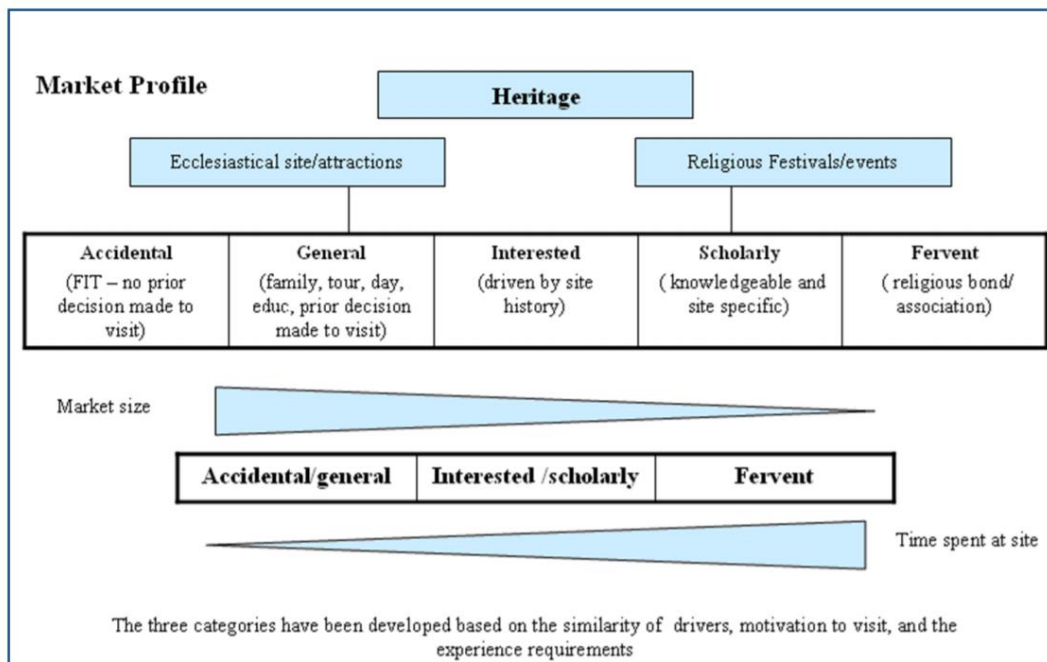 Market Profile
Heritage
Ecclesiastical site/attractions
Religious Festivals/events
Accidental
(FIT – no prior
decision made to
visit)
General
(family, tour, day,
educ, prior decision
made to visit)
Interested
(driven by site
history)
Scholarly
( knowledgeable and
site specific)
Fervent
( religious bond/
association)
Market size
Accidental/general
Interested /scholarly
Fervent
Time spent at site
The three categories have been developed based on the similarity of drivers, motivation to visit, and the
experience requirements